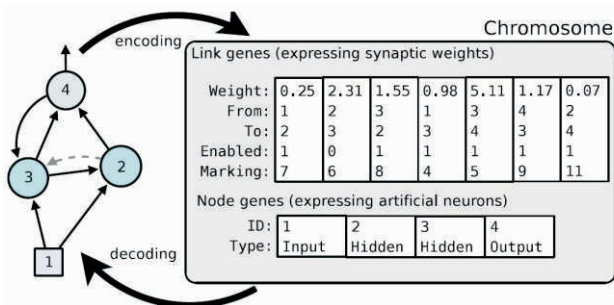 Chromosome
encoding
Link genes (expressing synaptic weights)
Weight: 0.25 2.31 1.55 0.98 5.11 1.17 0.07
From: 1 2 3 1 3 4 2
To: 2 3 2 3 4 3 4
Enabled: 1 0 1 1 1 1 1
Marking: 7 6 8 4 5 9 11
Node genes (expressing artificial neurons)
ID: 1 2 3 4
Type: Input Hidden Hidden Output
4
3
2
1
decoding